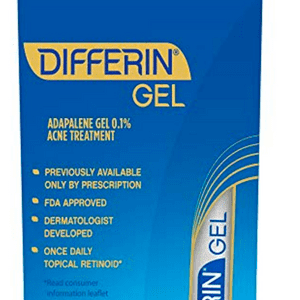 DIFFERIN®
GEL
ADAPALENE GEL 0.1%
ACNE TREATMENT
• PREVIOUSLY AVAILABLE
ONLY BY PRESCRIPTION
• FDA APPROVED
• DERMATOLOGIST
DEVELOPED
• ONCE DAILY
TOPICAL RETINOID*
*Read consumer
information leaflet
DIFFERIN® GEL